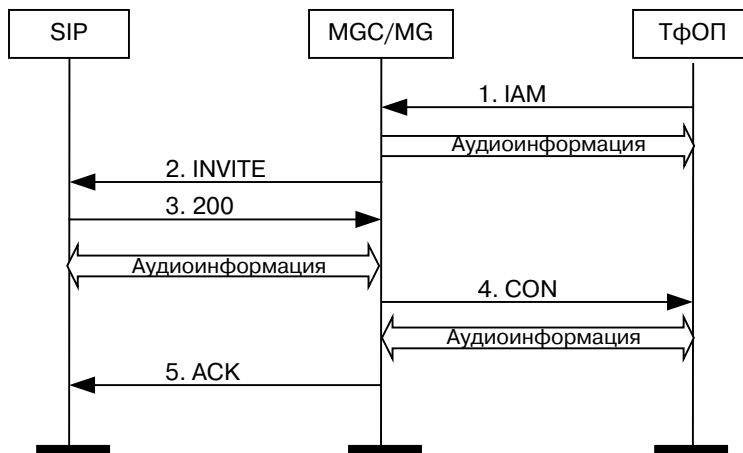 SIP
MGC/MG
ТфОП
1. IAM
Аудиоинформация
2. INVITE
3. 200
Аудиоинформация
4. CON
Аудиоинформация
5. ACK